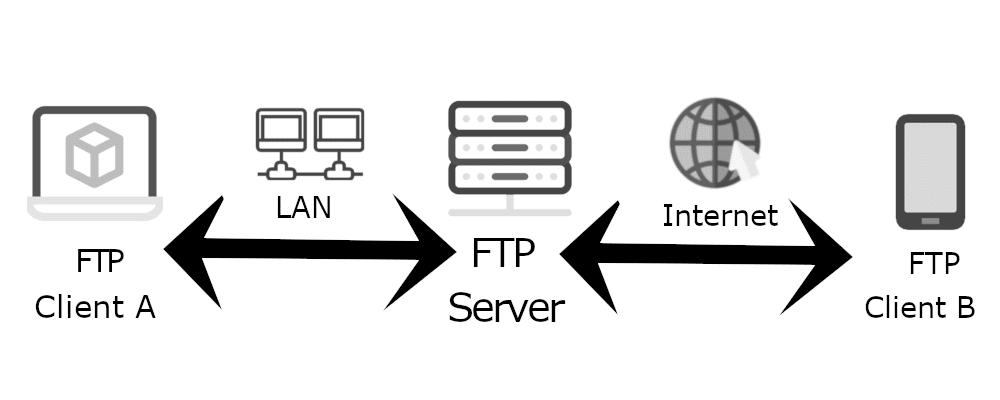 LAN
Internet
FTP
Client A
FTP
Server
FTP
Client B